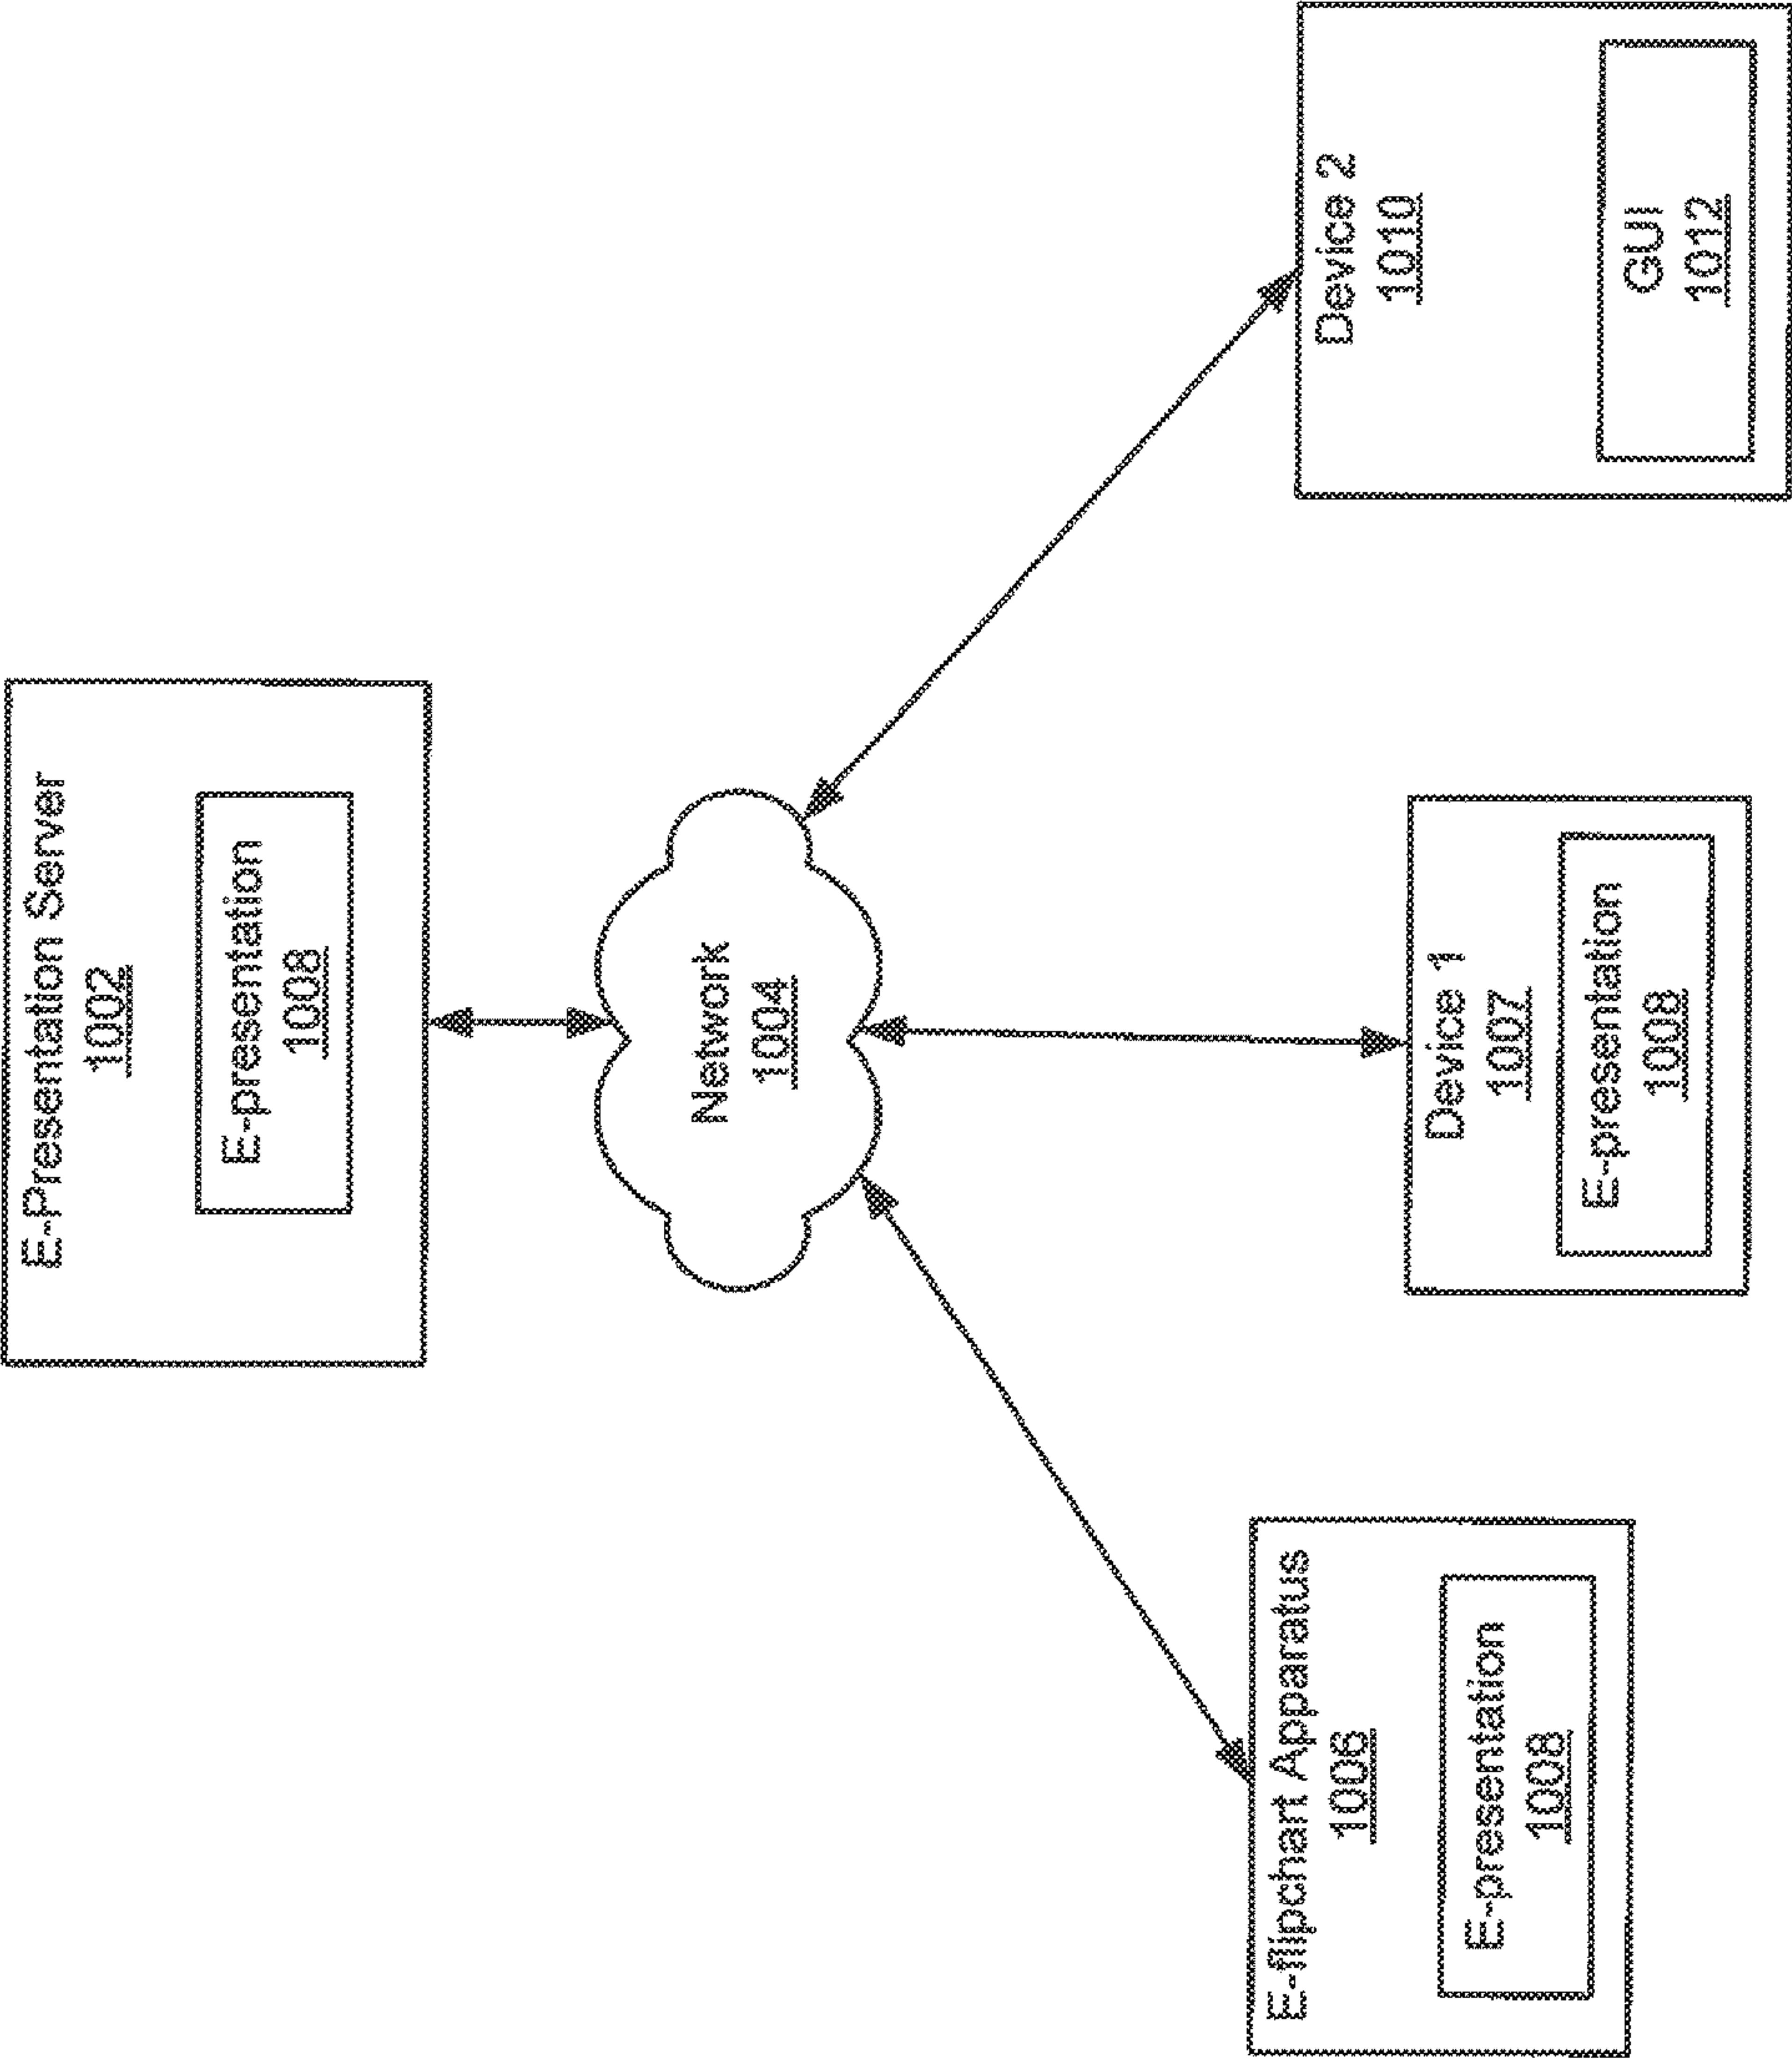 E-Presentation Server
1002
E-presentation
1008
Network
1004
E-flipchart Apparatus
1006
E-presentation
1008
Device 1
1007
E-presentation
1008
Device 2
1010
GUI
1012